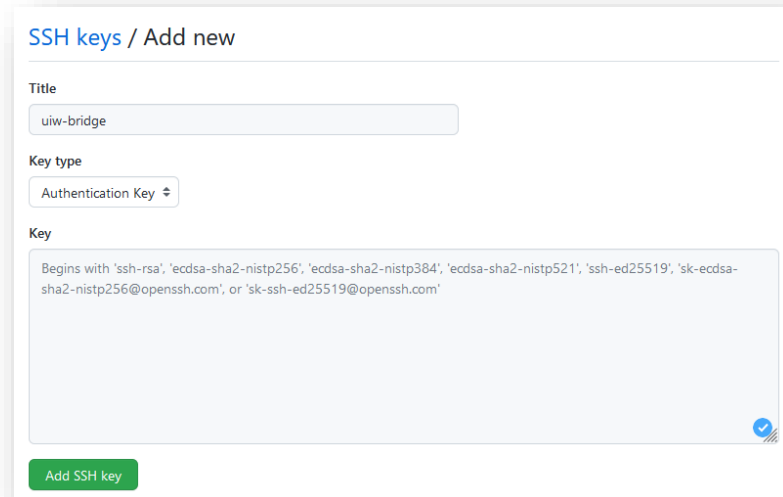 SSH keys / Add new
Title
uiw-bridge
Key type
Authentication Key
Key
Begins with 'ssh-rsa', 'ecdsa-sha2-nistp256', 'ecdsa-sha2-nistp384', 'ecdsa-sha2-nistp521', 'ssh-ed25519', 'sk-ecdsa-
sha2-nistp256@openssh.com', or 'sk-ssh-ed25519@openssh.com'
Add SSH key